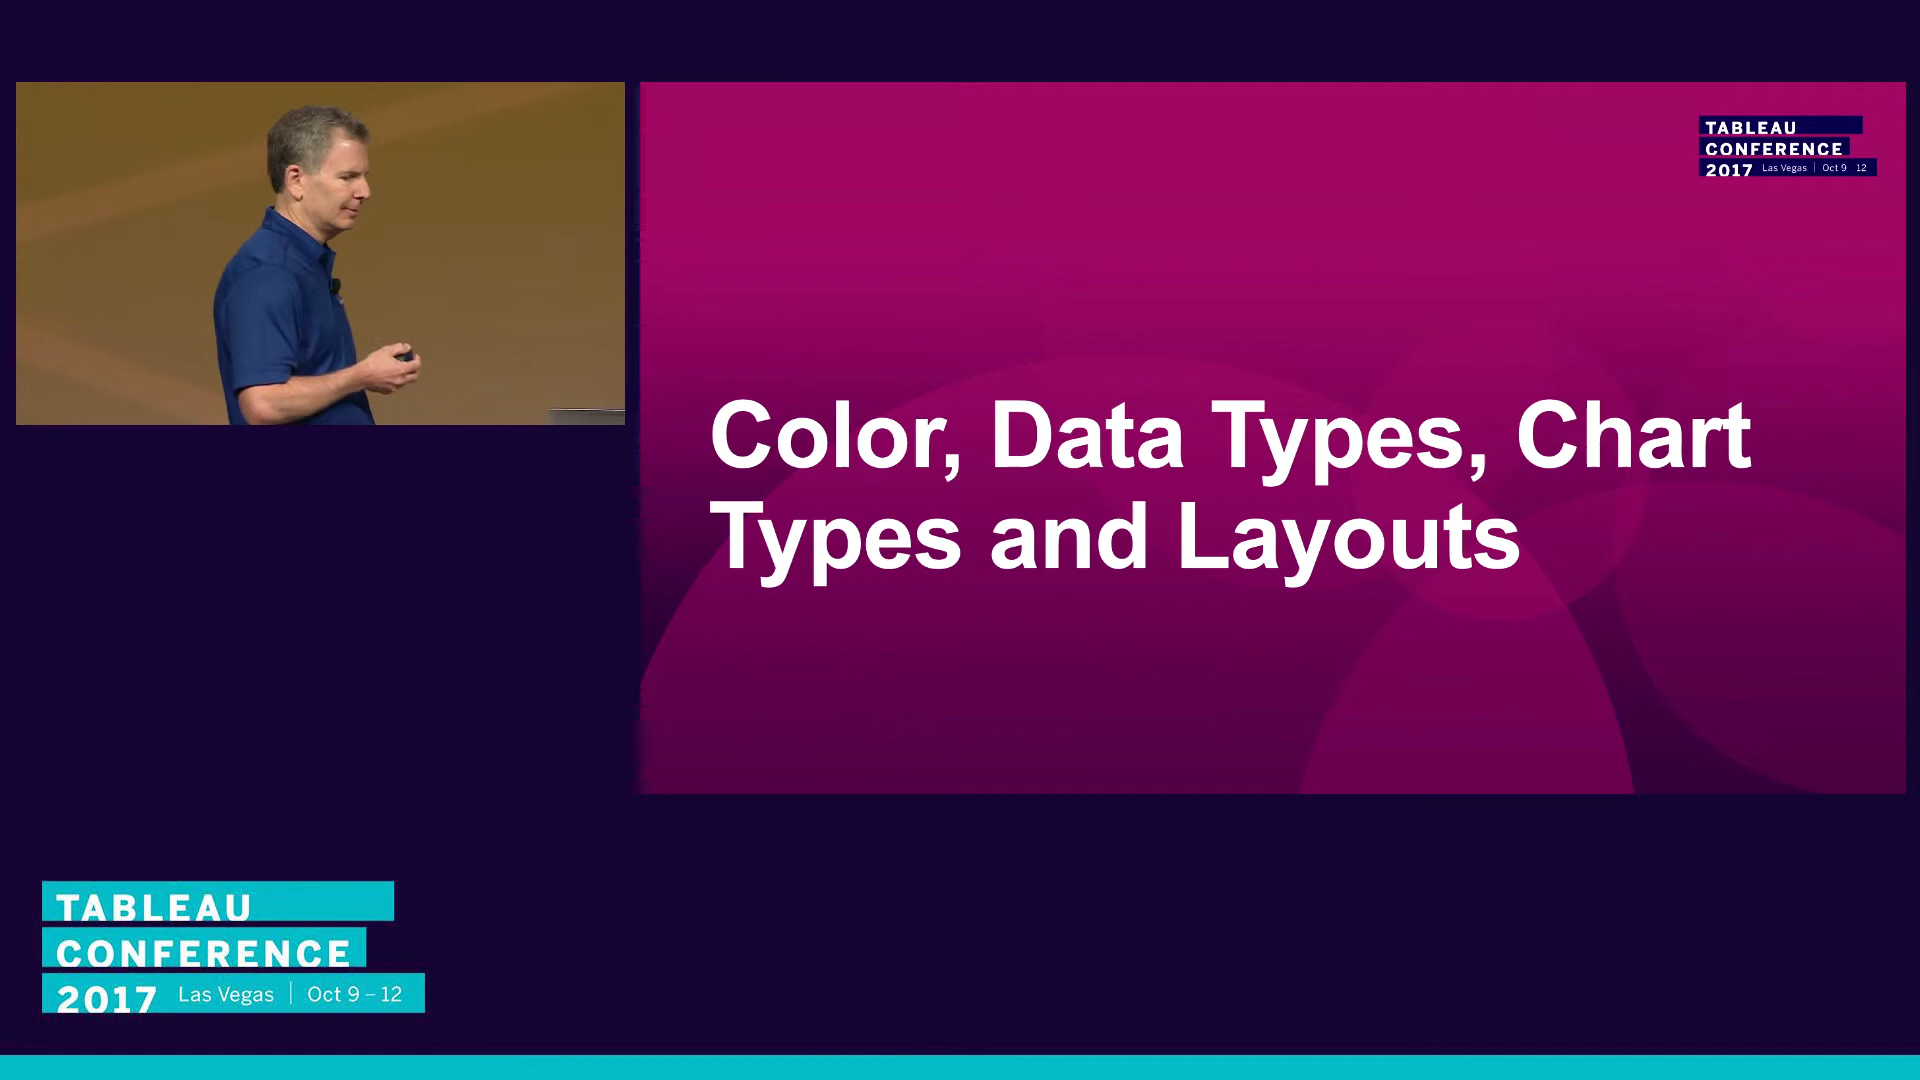 TABLEAU
CONFERENCE
2017 Las Vegas | Oct 9 12
Color, Data Types, Chart
Types and Layouts
TABLEAU
CONFERENCE
2017 Las Vegas | Oct 9 – 12